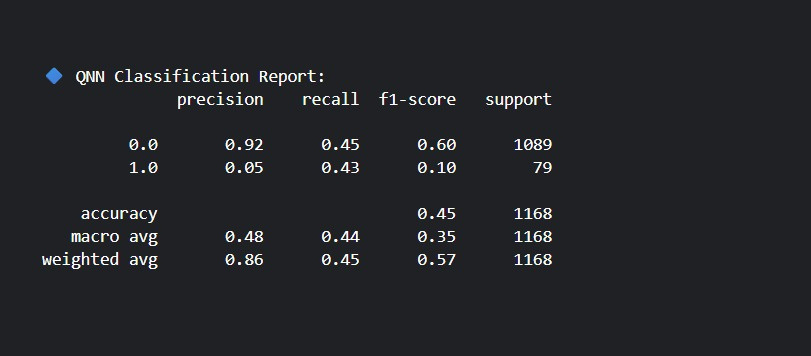 🔷 QNN Classification Report:
              precision    recall  f1-score   support

         0.0       0.92      0.45      0.60      1089
         1.0       0.05      0.43      0.10        79

    accuracy                           0.45      1168
   macro avg       0.48      0.44      0.35      1168
weighted avg       0.86      0.45      0.57      1168